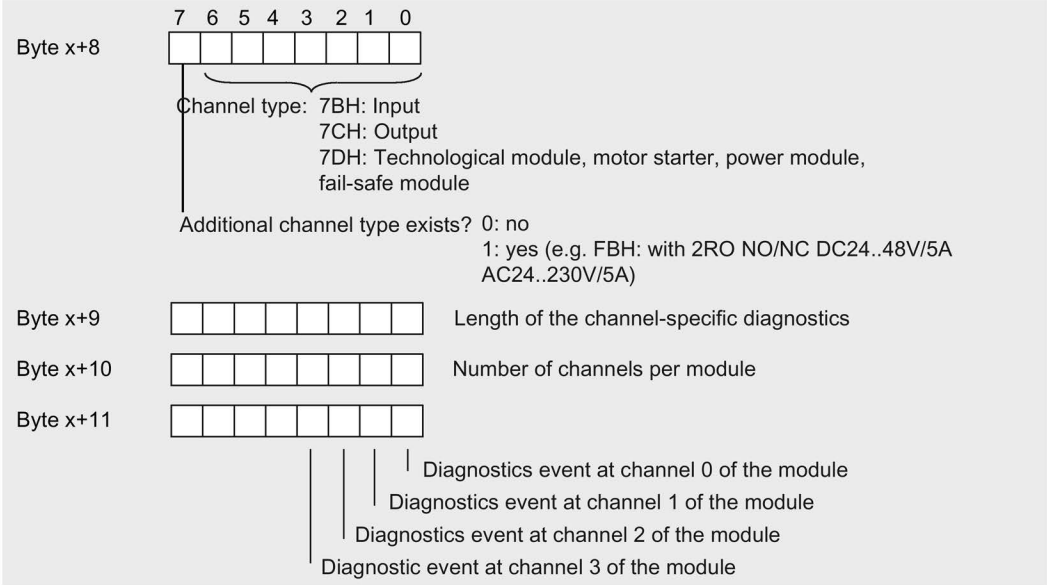 7 6 5 4 3 2 1 0
Byte x+8
Channel type: 7BH: Input
7CH: Output
7DH: Technological module, motor starter, power module,
fail-safe module
Additional channel type exists? 0: no
1: yes (e.g. FBH: with 2RO NO/NC DC24..48V/5A
AC24..230V/5A)
Byte x+9 Length of the channel-specific diagnostics
Byte x+10 Number of channels per module
Byte x+11
Diagnostics event at channel 0 of the module
Diagnostics event at channel 1 of the module
Diagnostics event at channel 2 of the module
Diagnostic event at channel 3 of the module